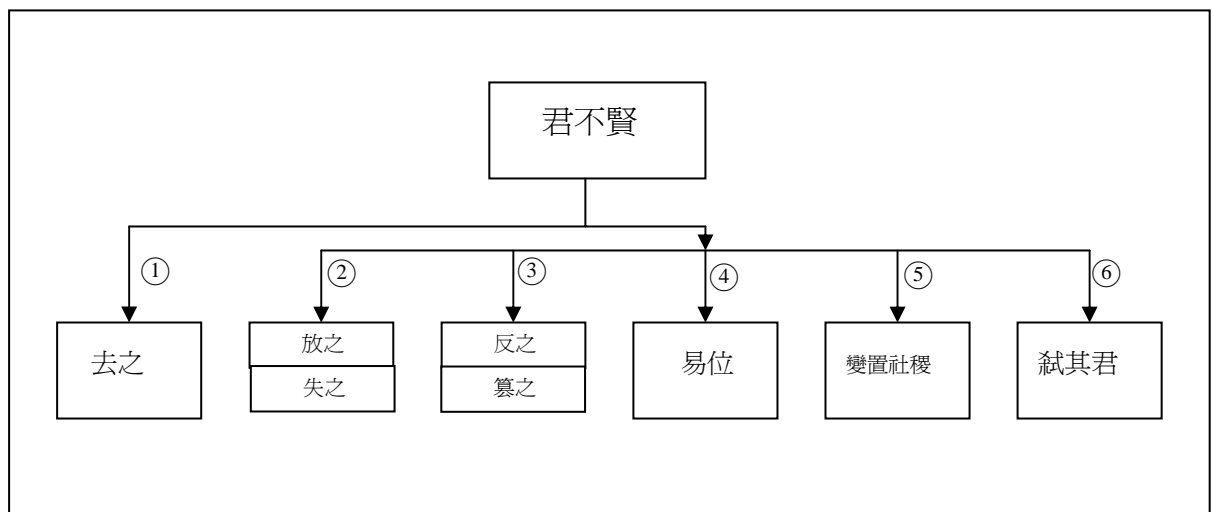 君不賢
①
②
③
④
⑤
⑥
去之
放之
失之
反之
篡之
易位
變置社稷
弒其君